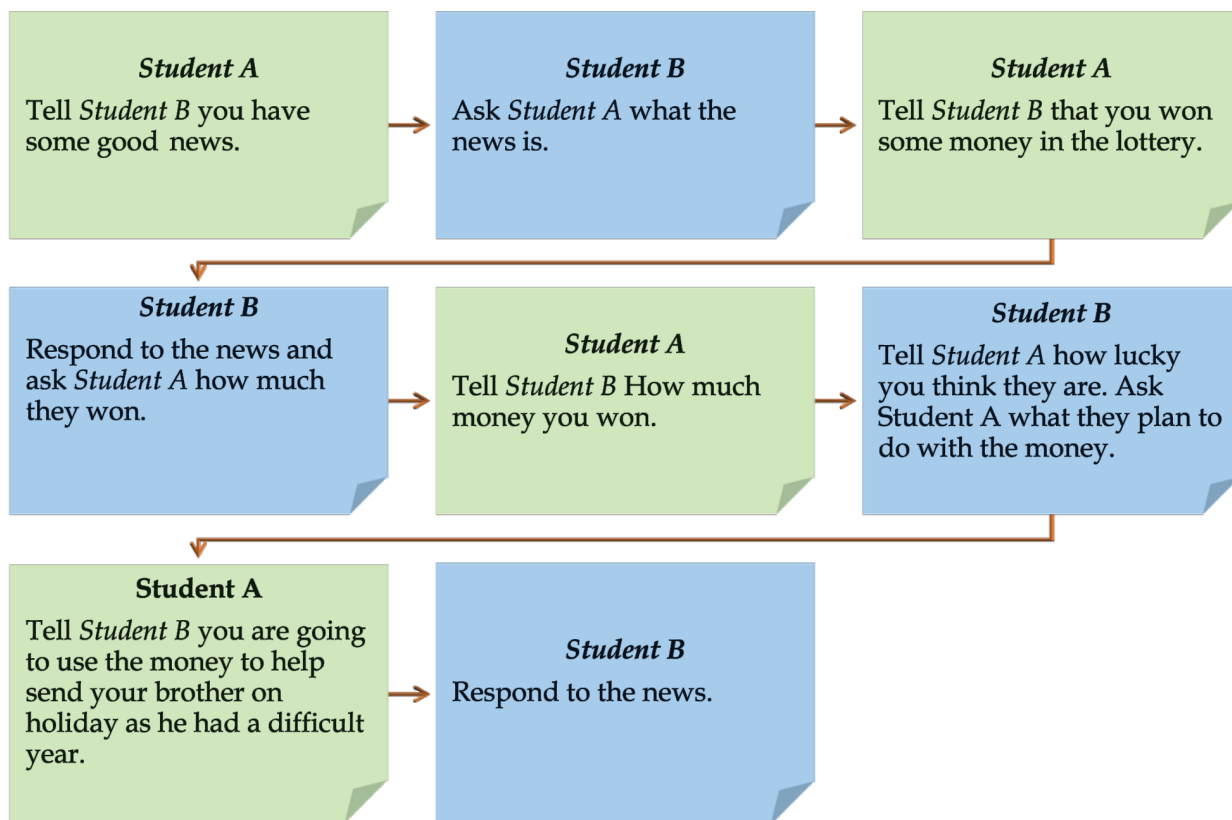 Student A
Tell Student B you have
some good news.
Student B
Ask Student A what the
news is.
Student A
Tell Student B that you won
some money in the lottery.
Student B
Respond to the news and
ask Student A how much
they won.
Student A
Tell Student B How much
money you won.
Student B
Tell Student A how lucky
you think they are. Ask
Student A what they plan to
do with the money.
Student A
Tell Student B you are going
to use the money to help
send your brother on
holiday as he had a difficult
year.
Student B
Respond to the news.